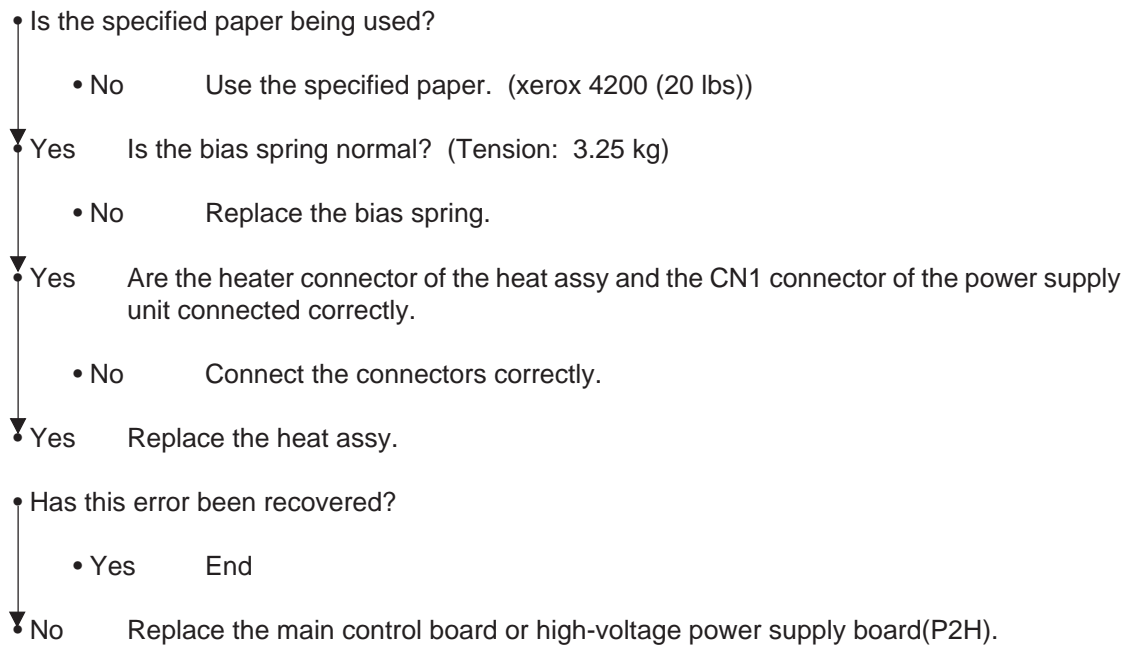 • Is the specified paper being used?
• No Use the specified paper. (xerox 4200 (20 lbs))
• Yes Is the bias spring normal? (Tension: 3.25 kg)
• No Replace the bias spring.
• Yes Are the heater connector of the heat assy and the CN1 connector of the power supply
unit connected correctly.
• No Connect the connectors correctly.
• Yes Replace the heat assy.
• Has this error been recovered?
• Yes End
• No Replace the main control board or high-voltage power supply board(P2H).